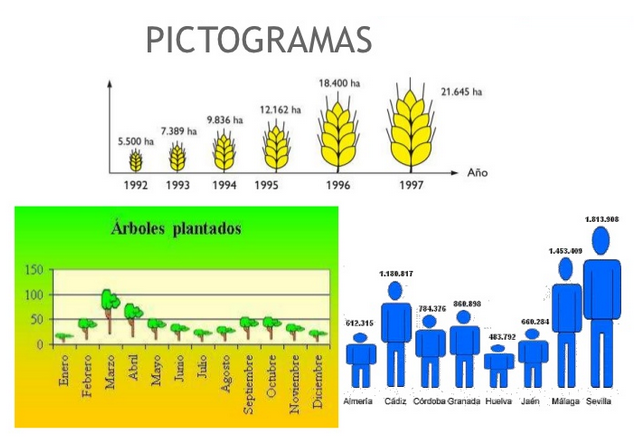 PICTOGRAMAS
5.500 ha
7.389 ha
9.836 ha
12.162 ha
18.400 ha
21.645 ha
1992
1993
1994
1995
1996
1997
Año
Árboles plantados
150
100
50
0
Enero
Febrero
Marzo
Abril
Mayo
Junio
Julio
Agosto
Septiembre
Octubre
Noviembre
Diciembre
612.315
1.180.817
784.376
860.898
483.792
660.284
1.453.409
1.813.908
Almería
Cádiz
Córdoba
Granada
Huelva
Jaén
Málaga
Sevilla